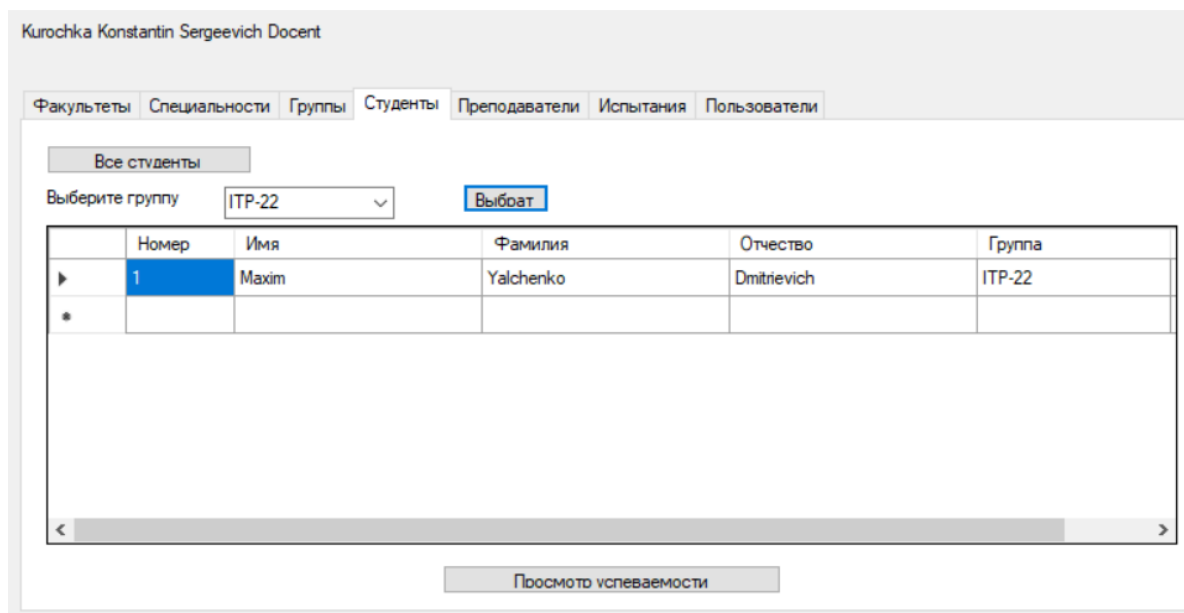 Kurochka Konstantin Sergeevich Docent
Факультеты Специальности Группы Студенты Преподаватели Испытания Пользователи
Все студенты
Выберите группу ITP-22 Выбрат
Номер Имя Фамилия Отчество Группа
1 Maxim Yalchenko Dmitrievich ITP-22
Просмотр успеваемости